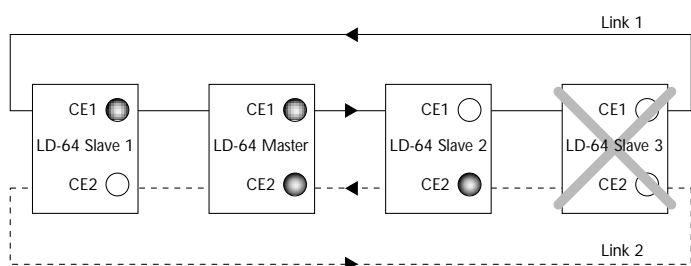 Link 1
CE1
LD-64 Slave 1
CE2
CE1
LD-64 Master
CE2
CE1
LD-64 Slave 2
CE2
CE1
LD-64 Slave 3
CE2
Link 2